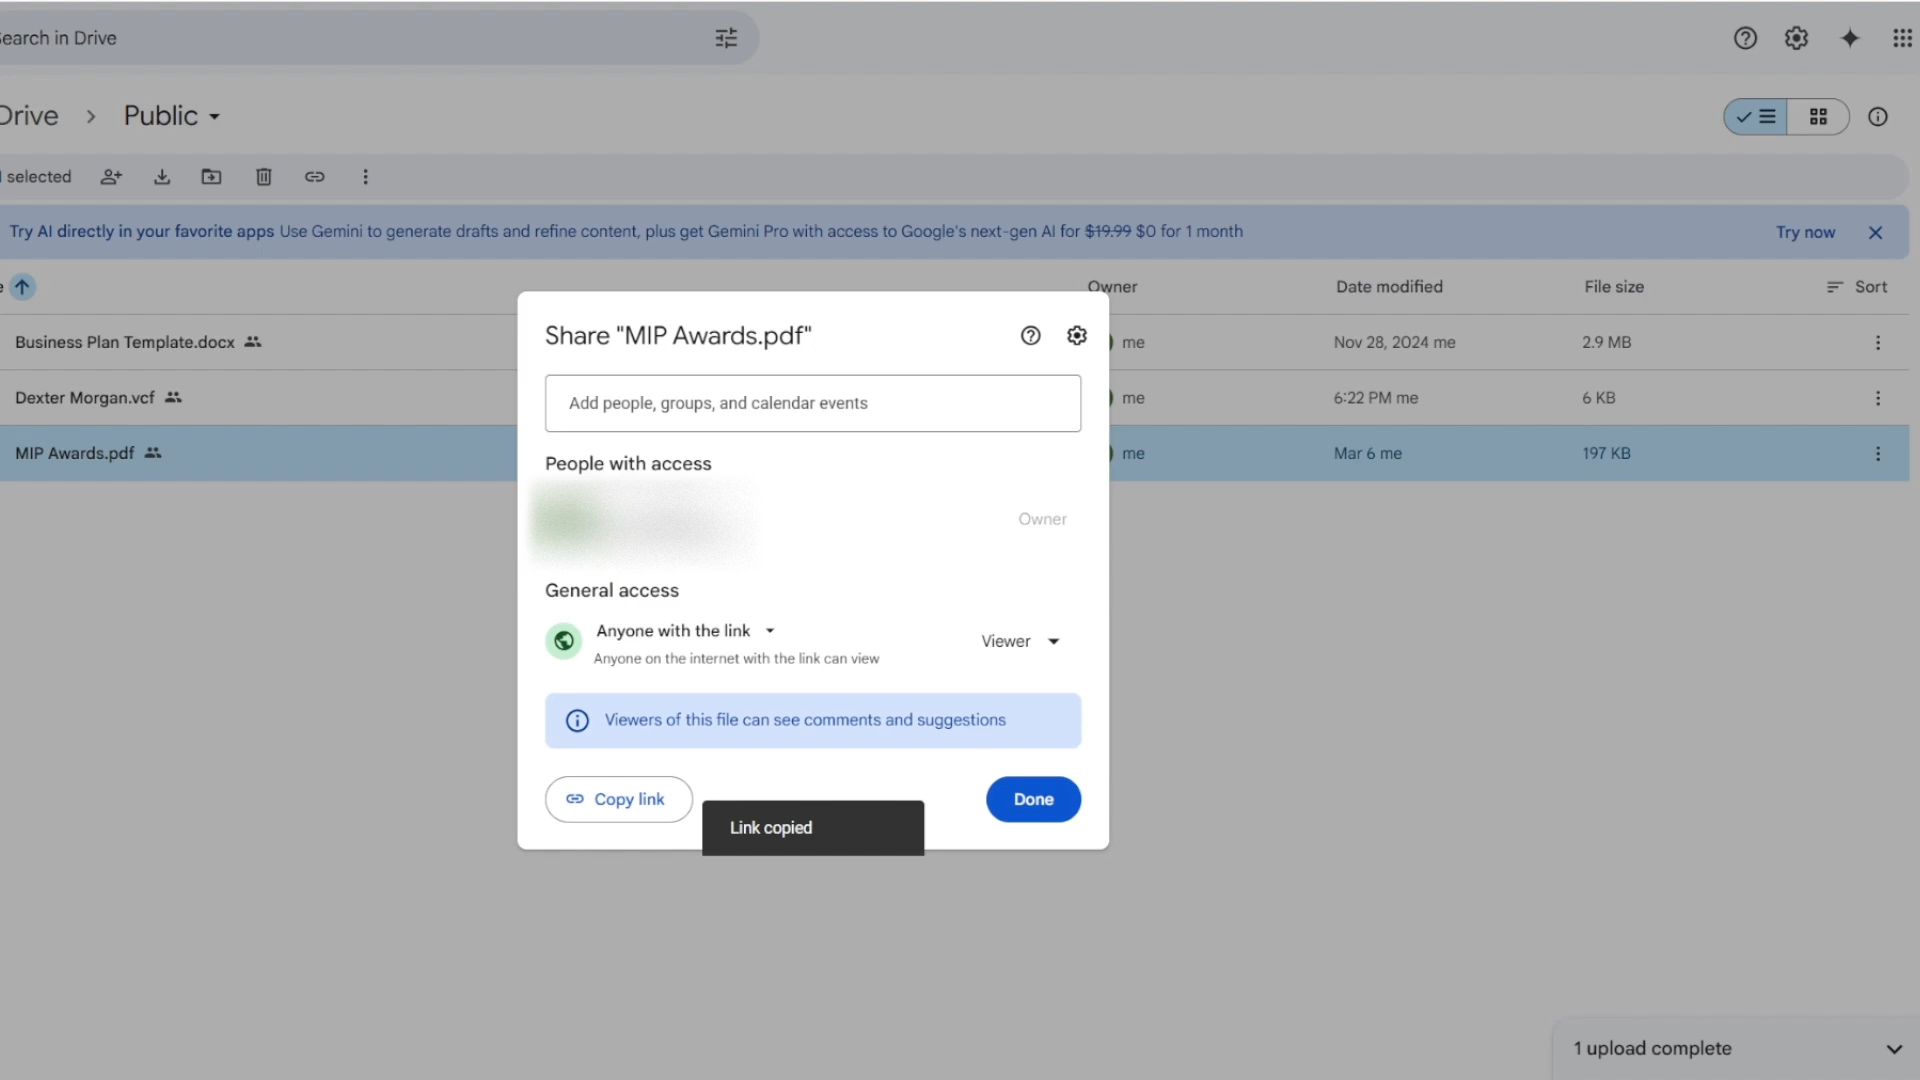 Search in Drive
Drive > Public
selected
Try AI directly in your favorite apps Use Gemini to generate drafts and refine content, plus get Gemini Pro with access to Google's next-gen AI for $19.99 $0 for 1 month
Try now
Owner
Date modified
File size
Sort
Business Plan Template.docx
me
Nov 28, 2024 me
2.9 MB
Dexter Morgan.vcf
me
6:22 PM me
6 KB
MIP Awards.pdf
me
Mar 6 me
197 KB
Share "MIP Awards.pdf"
Add people, groups, and calendar events
People with access
Owner
General access
Anyone with the link
Anyone on the internet with the link can view
Viewer
Viewers of this file can see comments and suggestions
Copy link
Done
Link copied
1 upload complete